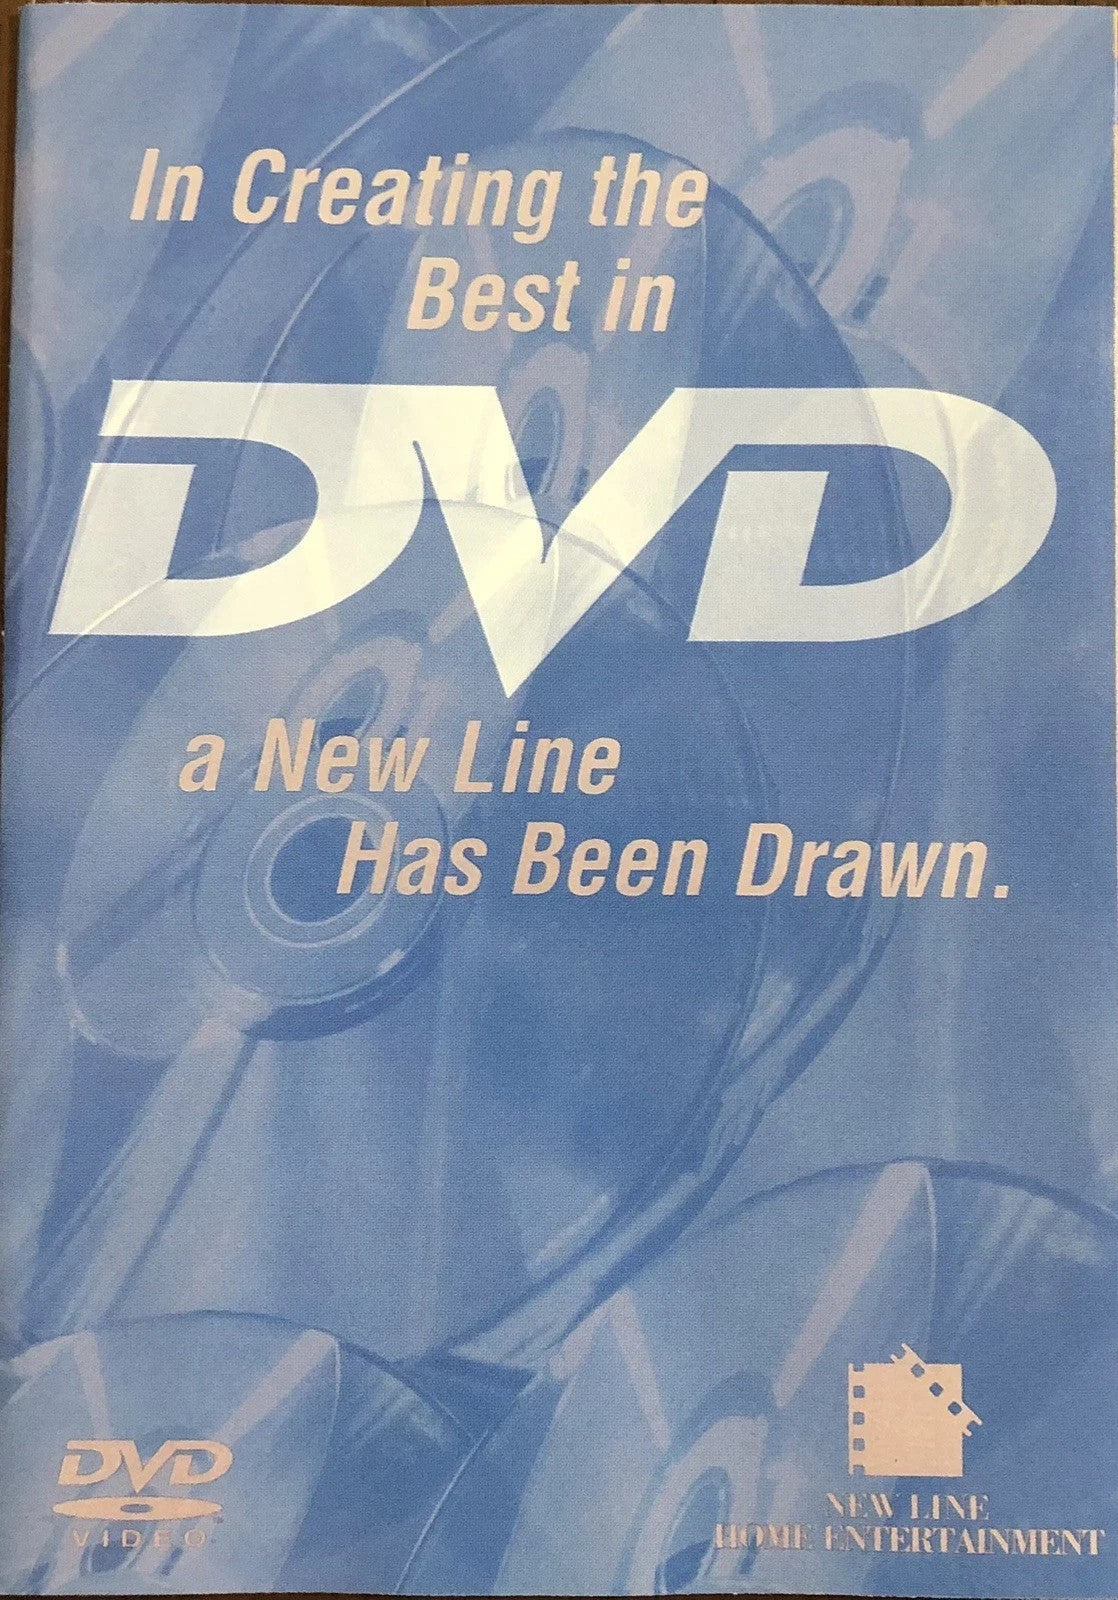 In Creating the
Best in
DVD
a New Line
Has Been Drawn.
DVD
VIDEO
NEW LINE
HOME ENTERTAINMENT